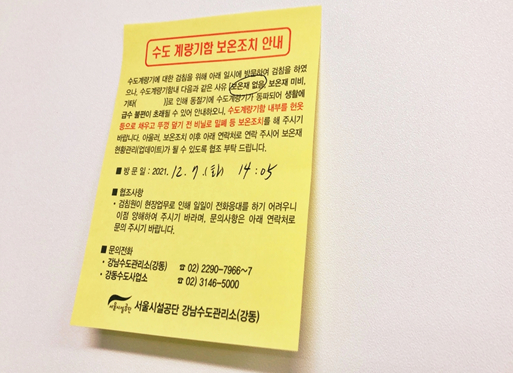 수도 계량기함 보온조치 안내
수도계량기에 대한 검침을 위해 아래 일시에 방문하여 검침을 하였
으나, 수도계량기함내 다음과 같은 사유 [보온재 없음, 보온재 미비,
기타( )]로 인해 동절기에 수도계량기가 동파되어 생활에
급수 불편이 초래될 수 있어 안내하오니, 수도계량기함 내부를 헌옷
등으로 채우고 뚜껑 닫기 전 비닐로 밀폐 등 보온조치를 해 주시기
바랍니다. 아울러, 보온조치 이후 아래 연락처로 연락 주시어 보온재
현황관리(업데이트)가 될 수 있도록 협조 부탁 드립니다.
■ 방 문 일 : 2021. 12. 7. (화) 14:05
■ 협조사항
• 검침원이 현장업무로 인해 일일이 전화응대를 하기 어려우니
이점 양해하여 주시기 바라며, 문의사항은 아래 연락처로
문의 주시기 바랍니다.
■ 문의전화
• 강남수도관리소(강동) ☎ 02) 2290-7966~7
• 강동수도사업소 ☎ 02) 3146-5000
서울시설공단 서울시설공단 강남수도관리소(강동)